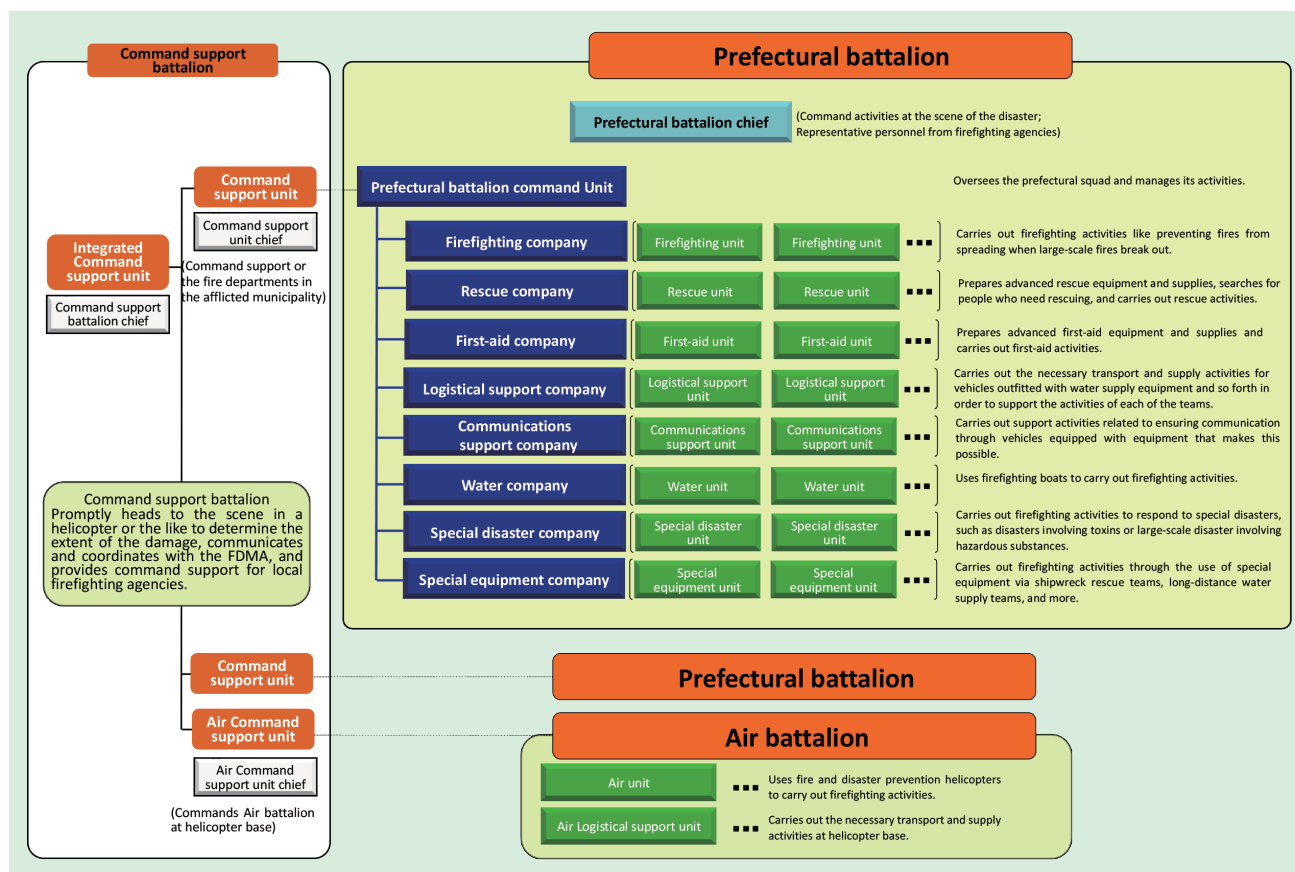 Command support
battalion
Command
support unit
Command support
unit chief
Integrated
Command
support unit
(Command support or
the fire departments in
the afflicted municipality)
Command support
battalion chief
Command support battalion
Promptly heads to the scene in a
helicopter or the like to determine the
extent of the damage, communicates
and coordinates with the FDMA, and
provides command support for local
firefighting agencies.
Command
support unit
Air Command
support unit
Air Command
support unit chief
(Commands Air battalion
at helicopter base)
Prefectural battalion
Prefectural battalion chief
(Command activities at the scene of the disaster;
Representative personnel from firefighting agencies)
Prefectural battalion command Unit
Oversees the prefectural squad and manages its activities.
Firefighting company
Firefighting unit
Firefighting unit
Carries out firefighting activities like preventing fires from
spreading when large-scale fires break out.
Rescue company
Rescue unit
Rescue unit
Prepares advanced rescue equipment and supplies, searches for
people who need rescuing, and carries out rescue activities.
First-aid company
First-aid unit
First-aid unit
Prepares advanced first-aid equipment and supplies and
carries out first-aid activities.
Logistical support company
Logistical support
unit
Logistical support
unit
Carries out the necessary transport and supply activities for
vehicles outfitted with water supply equipment and so forth in
order to support the activities of each of the teams.
Communications
support company
Communications
support unit
Communications
support unit
Carries out support activities related to ensuring communication
through vehicles equipped with equipment that makes this
possible.
Water company
Water unit
Water unit
Uses firefighting boats to carry out firefighting activities.
Special disaster company
Special disaster
unit
Special disaster
unit
Carries out firefighting activities to respond to special disasters,
such as disasters involving toxins or large-scale disaster involving
hazardous substances.
Special equipment company
Special
equipment unit
Special
equipment unit
Carries out firefighting activities through the use of special
equipment via shipwreck rescue teams, long-distance water
supply teams, and more.
Prefectural battalion
Air battalion
Air unit
Uses fire and disaster prevention helicopters
to carry out firefighting activities.
Air Logistical support unit
Carries out the necessary transport and supply
activities at helicopter base.